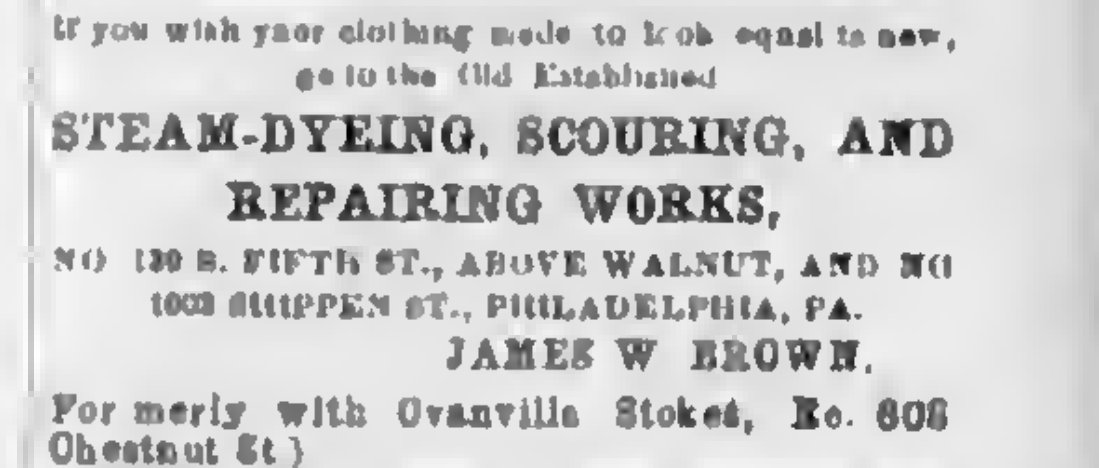 If you wish your clothing made to look equal to new,
go to the Old Established
STEAM-DYEING, SCOURING, AND
REPAIRING WORKS,
NO 130 S. FIFTH ST., ABOVE WALNUT, AND NO
SHIPPEN ST., PHILADELPHIA, PA.
JAMES W BROWN.
For merly with Granville Stokes, No.
Chestnut St )